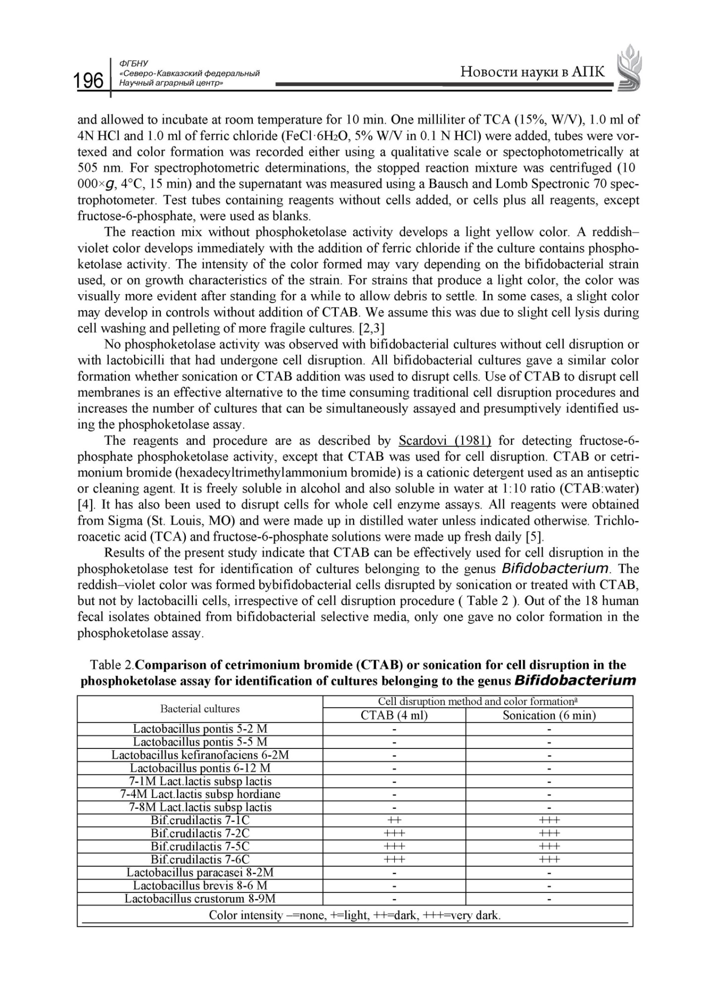 196
ФГБНУ
«Северо-Кавказский федеральный
Научный аграрный центр»
Новости науки в АПК
and allowed to incubate at room temperature for 10 min. One milliliter of TCA (15%, W/V), 1.0 ml of
4N HCl and 1.0 ml of ferric chloride (FeCl·6H₂O, 5% W/V in 0.1 N HCl) were added, tubes were vor-
texed and color formation was recorded either using a qualitative scale or spectophotometrically at
505 nm. For spectrophotometric determinations, the stopped reaction mixture was centrifuged (10
000×g, 4°C, 15 min) and the supernatant was measured using a Bausch and Lomb Spectronic 70 spec-
trophotometer. Test tubes containing reagents without cells added, or cells plus all reagents, except
fructose-6-phosphate, were used as blanks.
The reaction mix without phosphoketolase activity develops a light yellow color. A reddish–
violet color develops immediately with the addition of ferric chloride if the culture contains phospho-
ketolase activity. The intensity of the color formed may vary depending on the bifidobacterial strain
used, or on growth characteristics of the strain. For strains that produce a light color, the color was
visually more evident after standing for a while to allow debris to settle. In some cases, a slight color
may develop in controls without addition of CTAB. We assume this was due to slight cell lysis during
cell washing and pelleting of more fragile cultures. [2,3]
No phosphoketolase activity was observed with bifidobacterial cultures without cell disruption or
with lactobicilli that had undergone cell disruption. All bifidobacterial cultures gave a similar color
formation whether sonication or CTAB addition was used to disrupt cells. Use of CTAB to disrupt cell
membranes is an effective alternative to the time consuming traditional cell disruption procedures and
increases the number of cultures that can be simultaneously assayed and presumptively identified us-
ing the phosphoketolase assay.
The reagents and procedure are as described by Scardovi (1981) for detecting fructose-6-
phosphate phosphoketolase activity, except that CTAB was used for cell disruption. CTAB or cetri-
monium bromide (hexadecyltrimethylammonium bromide) is a cationic detergent used as an antiseptic
or cleaning agent. It is freely soluble in alcohol and also soluble in water at 1:10 ratio (CTAB:water)
[4]. It has also been used to disrupt cells for whole cell enzyme assays. All reagents were obtained
from Sigma (St. Louis, MO) and were made up in distilled water unless indicated otherwise. Trichlo-
roacetic acid (TCA) and fructose-6-phosphate solutions were made up fresh daily [5].
Results of the present study indicate that CTAB can be effectively used for cell disruption in the
phosphoketolase test for identification of cultures belonging to the genus Bifidobacterium. The
reddish–violet color was formed bybifidobacterial cells disrupted by sonication or treated with CTAB,
but not by lactobacilli cells, irrespective of cell disruption procedure ( Table 2 ). Out of the 18 human
fecal isolates obtained from bifidobacterial selective media, only one gave no color formation in the
phosphoketolase assay.
Table 2.Comparison of cetrimonium bromide (CTAB) or sonication for cell disruption in the
phosphoketolase assay for identification of cultures belonging to the genus Bifidobacterium
Bacterial cultures Cell disruption method and color formationª
CTAB (4 ml) Sonication (6 min)
Lactobacillus pontis 5-2 M - -
Lactobacillus pontis 5-5 M - -
Lactobacillus kefiranofaciens 6-2M - -
Lactobacillus pontis 6-12 M - -
7-1M Lact.lactis subsp lactis - -
7-4M Lact.lactis subsp hordiane - -
7-8M Lact.lactis subsp lactis - -
Bif.crudilactis 7-1C ++ +++
Bif.crudilactis 7-2C +++ +++
Bif.crudilactis 7-5C +++ +++
Bif.crudilactis 7-6C +++ +++
Lactobacillus paracasei 8-2M - -
Lactobacillus brevis 8-6 M - -
Lactobacillus crustorum 8-9M - -
Color intensity –=none, +=light, ++=dark, +++=very dark.